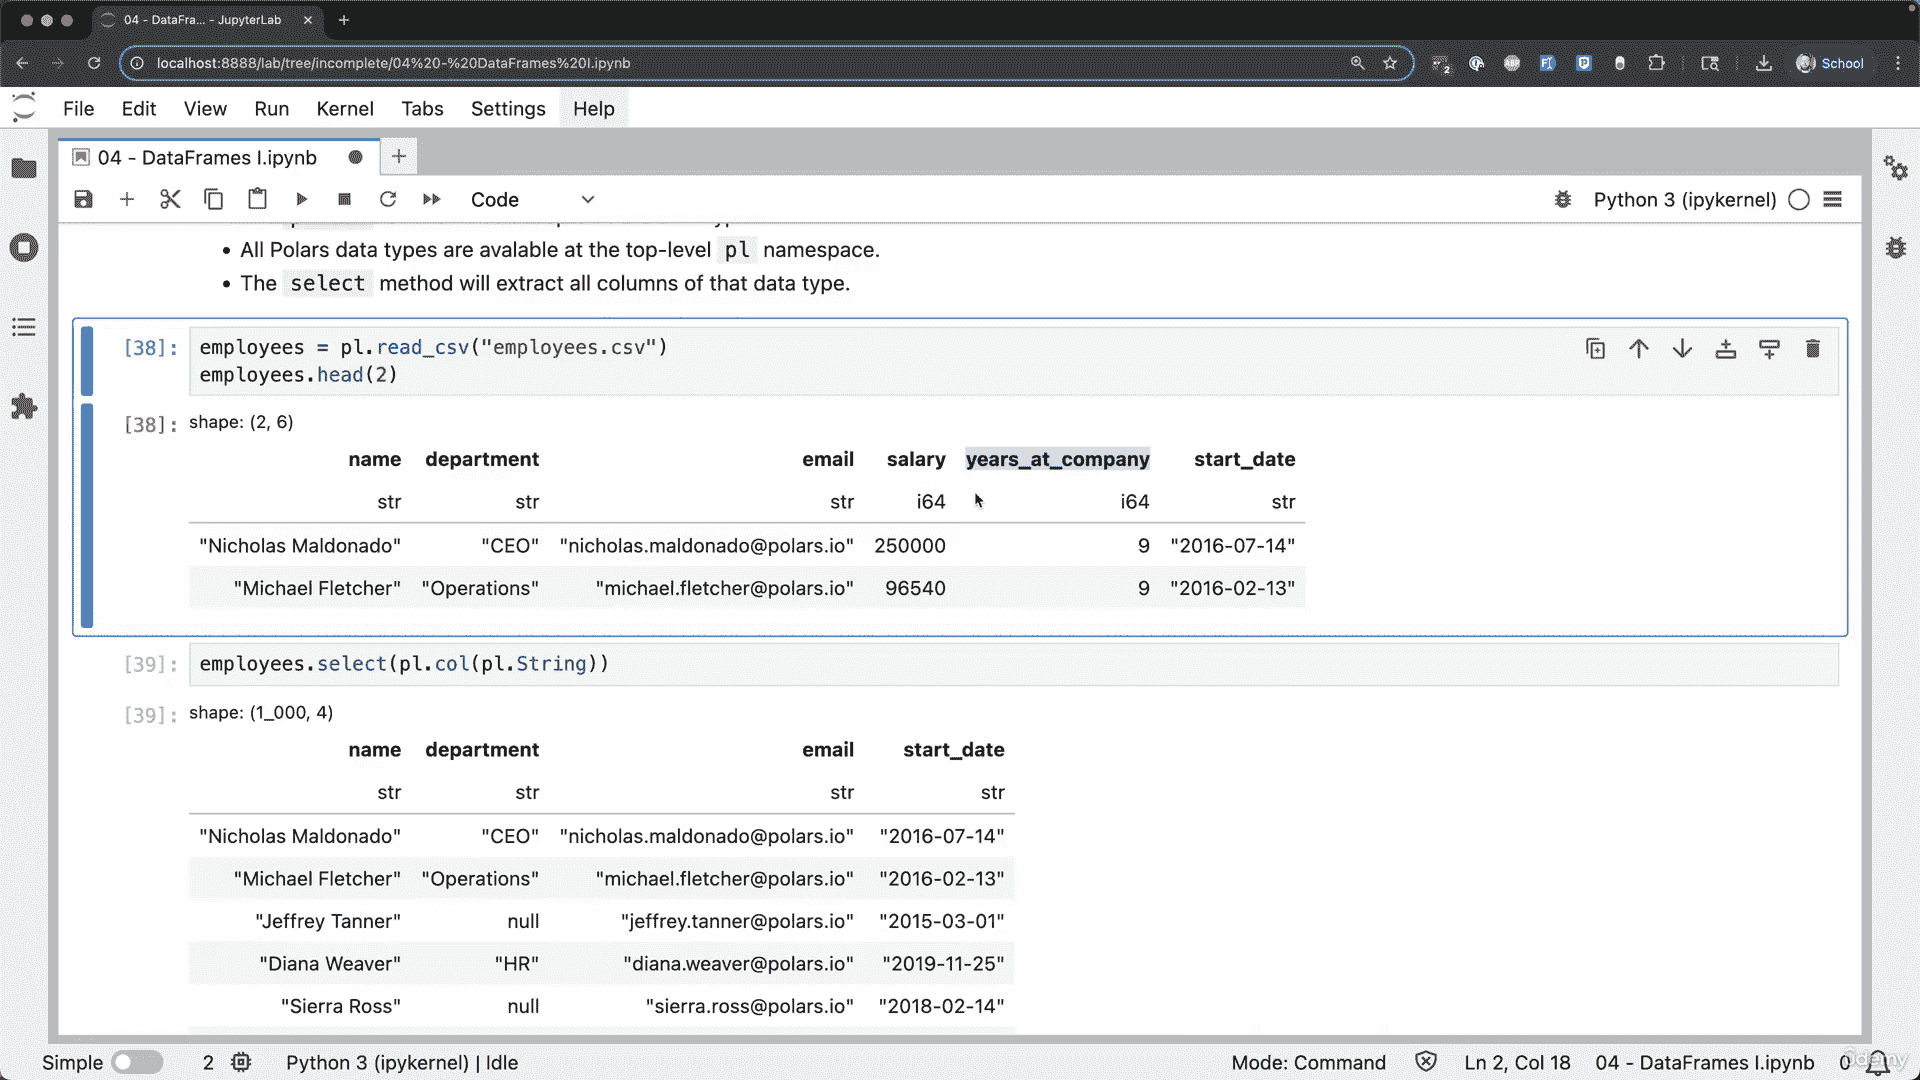 04 - DataFra... - JupyterLab
localhost:8888/lab/tree/incomplete/04%20-%20DataFrames%20I.ipynb
2
ABP
School
File Edit View Run Kernel Tabs Settings Help
04 - DataFrames I.ipynb
Code
Python 3 (ipykernel)
All Polars data types are avalable at the top-level pl namespace.
The select method will extract all columns of that data type.
[38]: employees = pl.read_csv("employees.csv")
employees.head(2)
[38]: shape: (2, 6)
name department email salary years_at_company start_date
str str str i64 i64 str
"Nicholas Maldonado" "CEO" "nicholas.maldonado@polars.io" 250000 9 "2016-07-14"
"Michael Fletcher" "Operations" "michael.fletcher@polars.io" 96540 9 "2016-02-13"
[39]: employees.select(pl.col(pl.String))
[39]: shape: (1_000, 4)
name department email start_date
str str str str
"Nicholas Maldonado" "CEO" "nicholas.maldonado@polars.io" "2016-07-14"
"Michael Fletcher" "Operations" "michael.fletcher@polars.io" "2016-02-13"
"Jeffrey Tanner" null "jeffrey.tanner@polars.io" "2015-03-01"
"Diana Weaver" "HR" "diana.weaver@polars.io" "2019-11-25"
"Sierra Ross" null "sierra.ross@polars.io" "2018-02-14"
Simple 2 Python 3 (ipykernel) | Idle Mode: Command Ln 2, Col 18 04 - DataFrames I.ipynb 0
Udemy